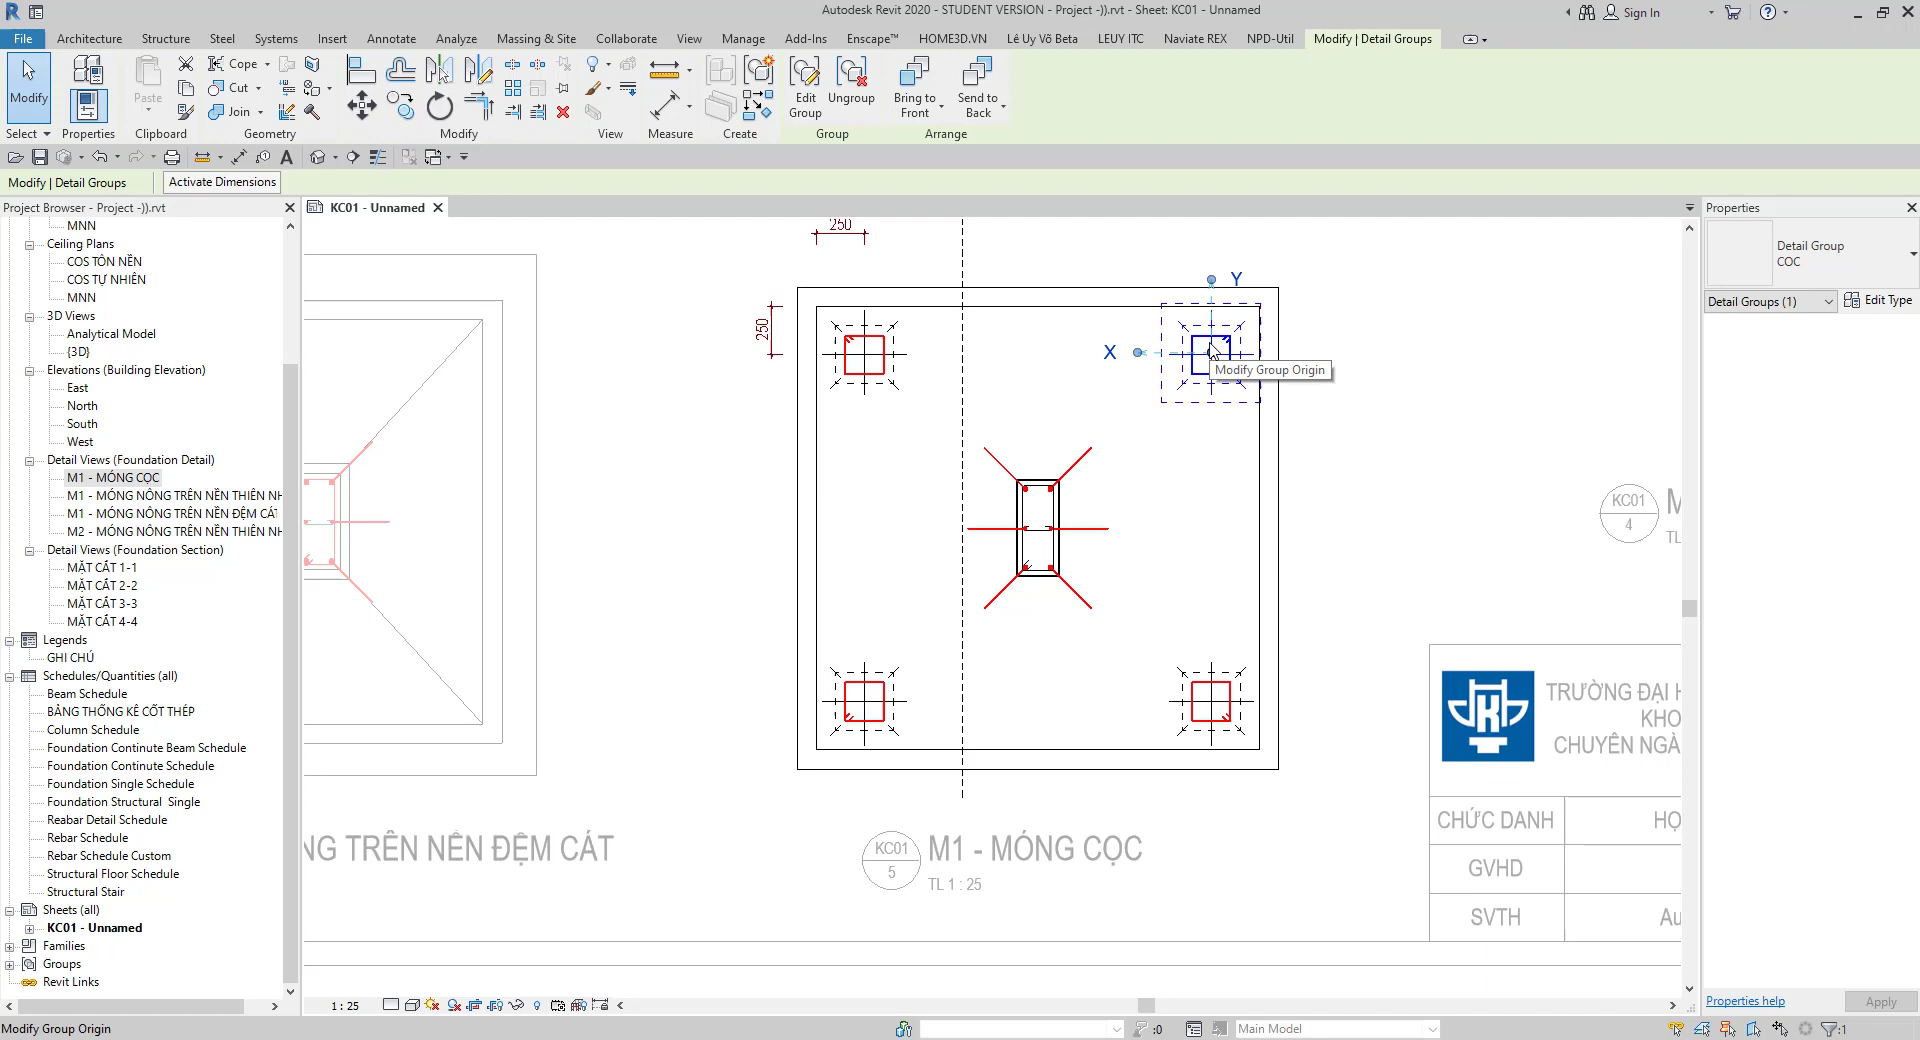 Autodesk Revit 2020 - STUDENT VERSION - Project -)).rvt - Sheet: KC01 - Unnamed
Sign In
File Architecture Structure Steel Systems Insert Annotate Analyze Massing & Site Collaborate View Manage Add-Ins Enscape™ HOME3D.VN Lê Uy Võ Beta LEUY ITC Naviate REX NPD-Util Modify | Detail Groups
Modify
Paste
Cope
Cut
Join
Edit Group
Ungroup
Bring to Front
Send to Back
Select Properties Clipboard Geometry Modify View Measure Create Group Arrange
Modify | Detail Groups Activate Dimensions
Project Browser - Project -)).rvt
KC01 - Unnamed
Properties
MNN
Ceiling Plans
COS TÔN NỀN
COS TỰ NHIÊN
MNN
3D Views
Analytical Model
{3D}
Elevations (Building Elevation)
East
North
South
West
Detail Views (Foundation Detail)
M1 - MÓNG CỌC
M1 - MÓNG NÔNG TRÊN NỀN THIÊN NH
M1 - MÓNG NÔNG TRÊN NỀN ĐỆM CÁT
M2 - MÓNG NÔNG TRÊN NỀN THIÊN NH
Detail Views (Foundation Section)
MẶT CẮT 1-1
MẶT CẮT 2-2
MẶT CẮT 3-3
MẶT CẮT 4-4
Legends
GHI CHÚ
Schedules/Quantities (all)
Beam Schedule
BẢNG THỐNG KÊ CỐT THÉP
Column Schedule
Foundation Continute Beam Schedule
Foundation Continute Schedule
Foundation Single Schedule
Foundation Structural Single
Reabar Detail Schedule
Rebar Schedule
Rebar Schedule Custom
Structural Floor Schedule
Structural Stair
Sheets (all)
KC01 - Unnamed
Families
Groups
Revit Links
250
250
Y
X
Modify Group Origin
KC01
4
TL
NG TRÊN NỀN ĐỆM CÁT
KC01
5
M1 - MÓNG CỌC
TL 1 : 25
TRƯỜNG ĐẠI H
KHO
CHUYÊN NGÀ
CHỨC DANH
HỌ
GVHD
SVTH
Au
Detail Group
COC
Detail Groups (1)
Edit Type
Properties help
Apply
1 : 25
Modify Group Origin
:0
Main Model
:1